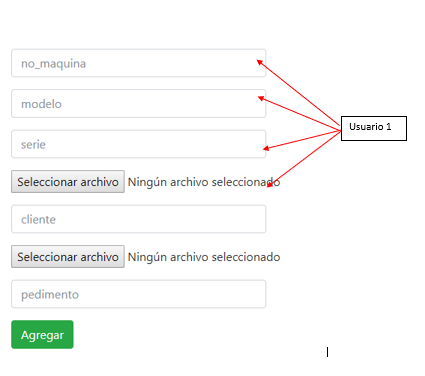 no_maquina
modelo
Usuario 1
serie
Seleccionar archivo Ningún archivo seleccionado
cliente
Seleccionar archivo Ningún archivo seleccionado
pedimento
Agregar